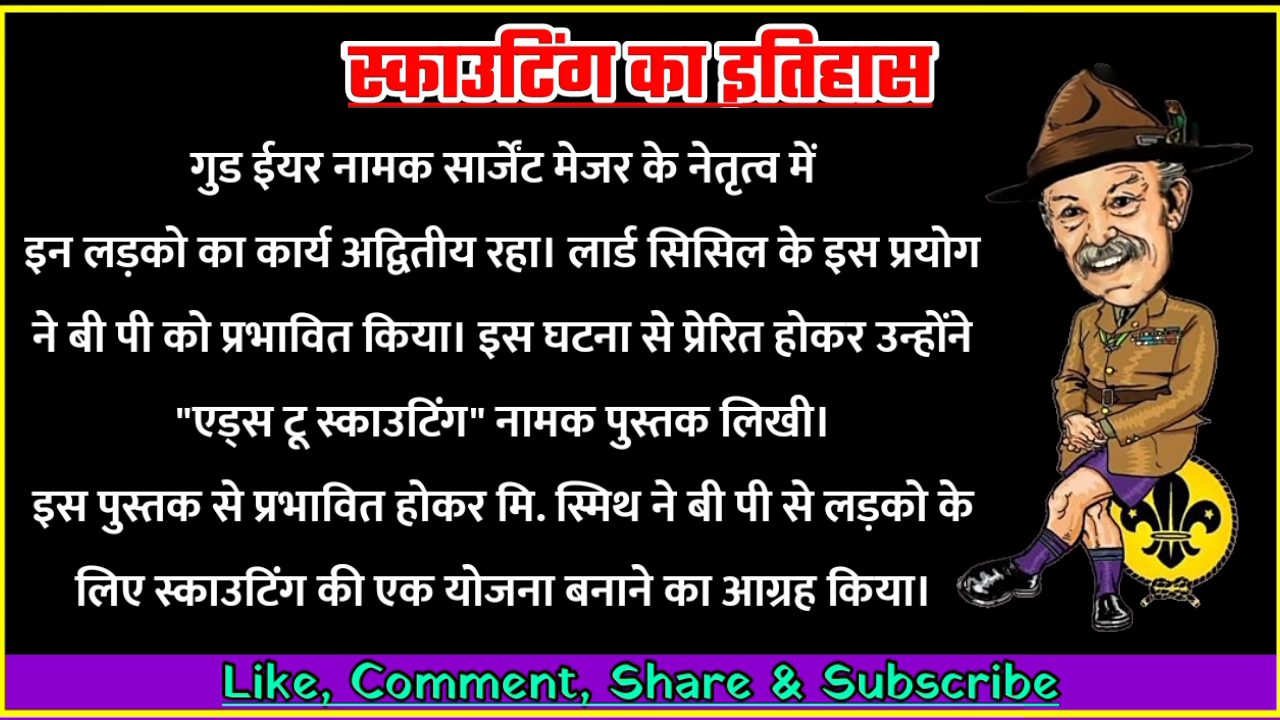 स्काउटिंग का इतिहास
गुड ईयर नामक सार्जेंट मेजर के नेतृत्व में
इन लड़को का कार्य अद्वितीय रहा। लार्ड सिसिल के इस प्रयोग
ने बी पी को प्रभावित किया। इस घटना से प्रेरित होकर उन्होंने
"एड्स टू स्काउटिंग" नामक पुस्तक लिखी।
इस पुस्तक से प्रभावित होकर मि. स्मिथ ने बी पी से लड़को के
लिए स्काउटिंग की एक योजना बनाने का आग्रह किया।
Like, Comment, Share & Subscribe